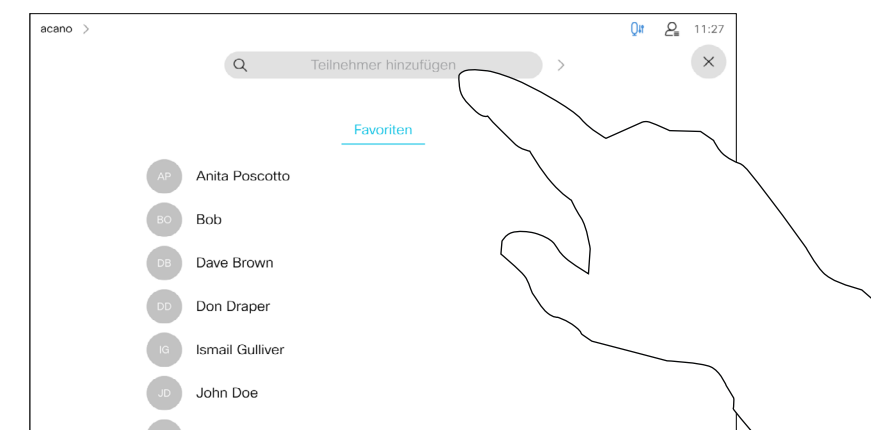 acano
11:27
Teilnehmer hinzufügen
Favoriten
AP Anita Poscotto
BO Bob
DB Dave Brown
DD Don Draper
IG Ismail Gulliver
JD John Doe